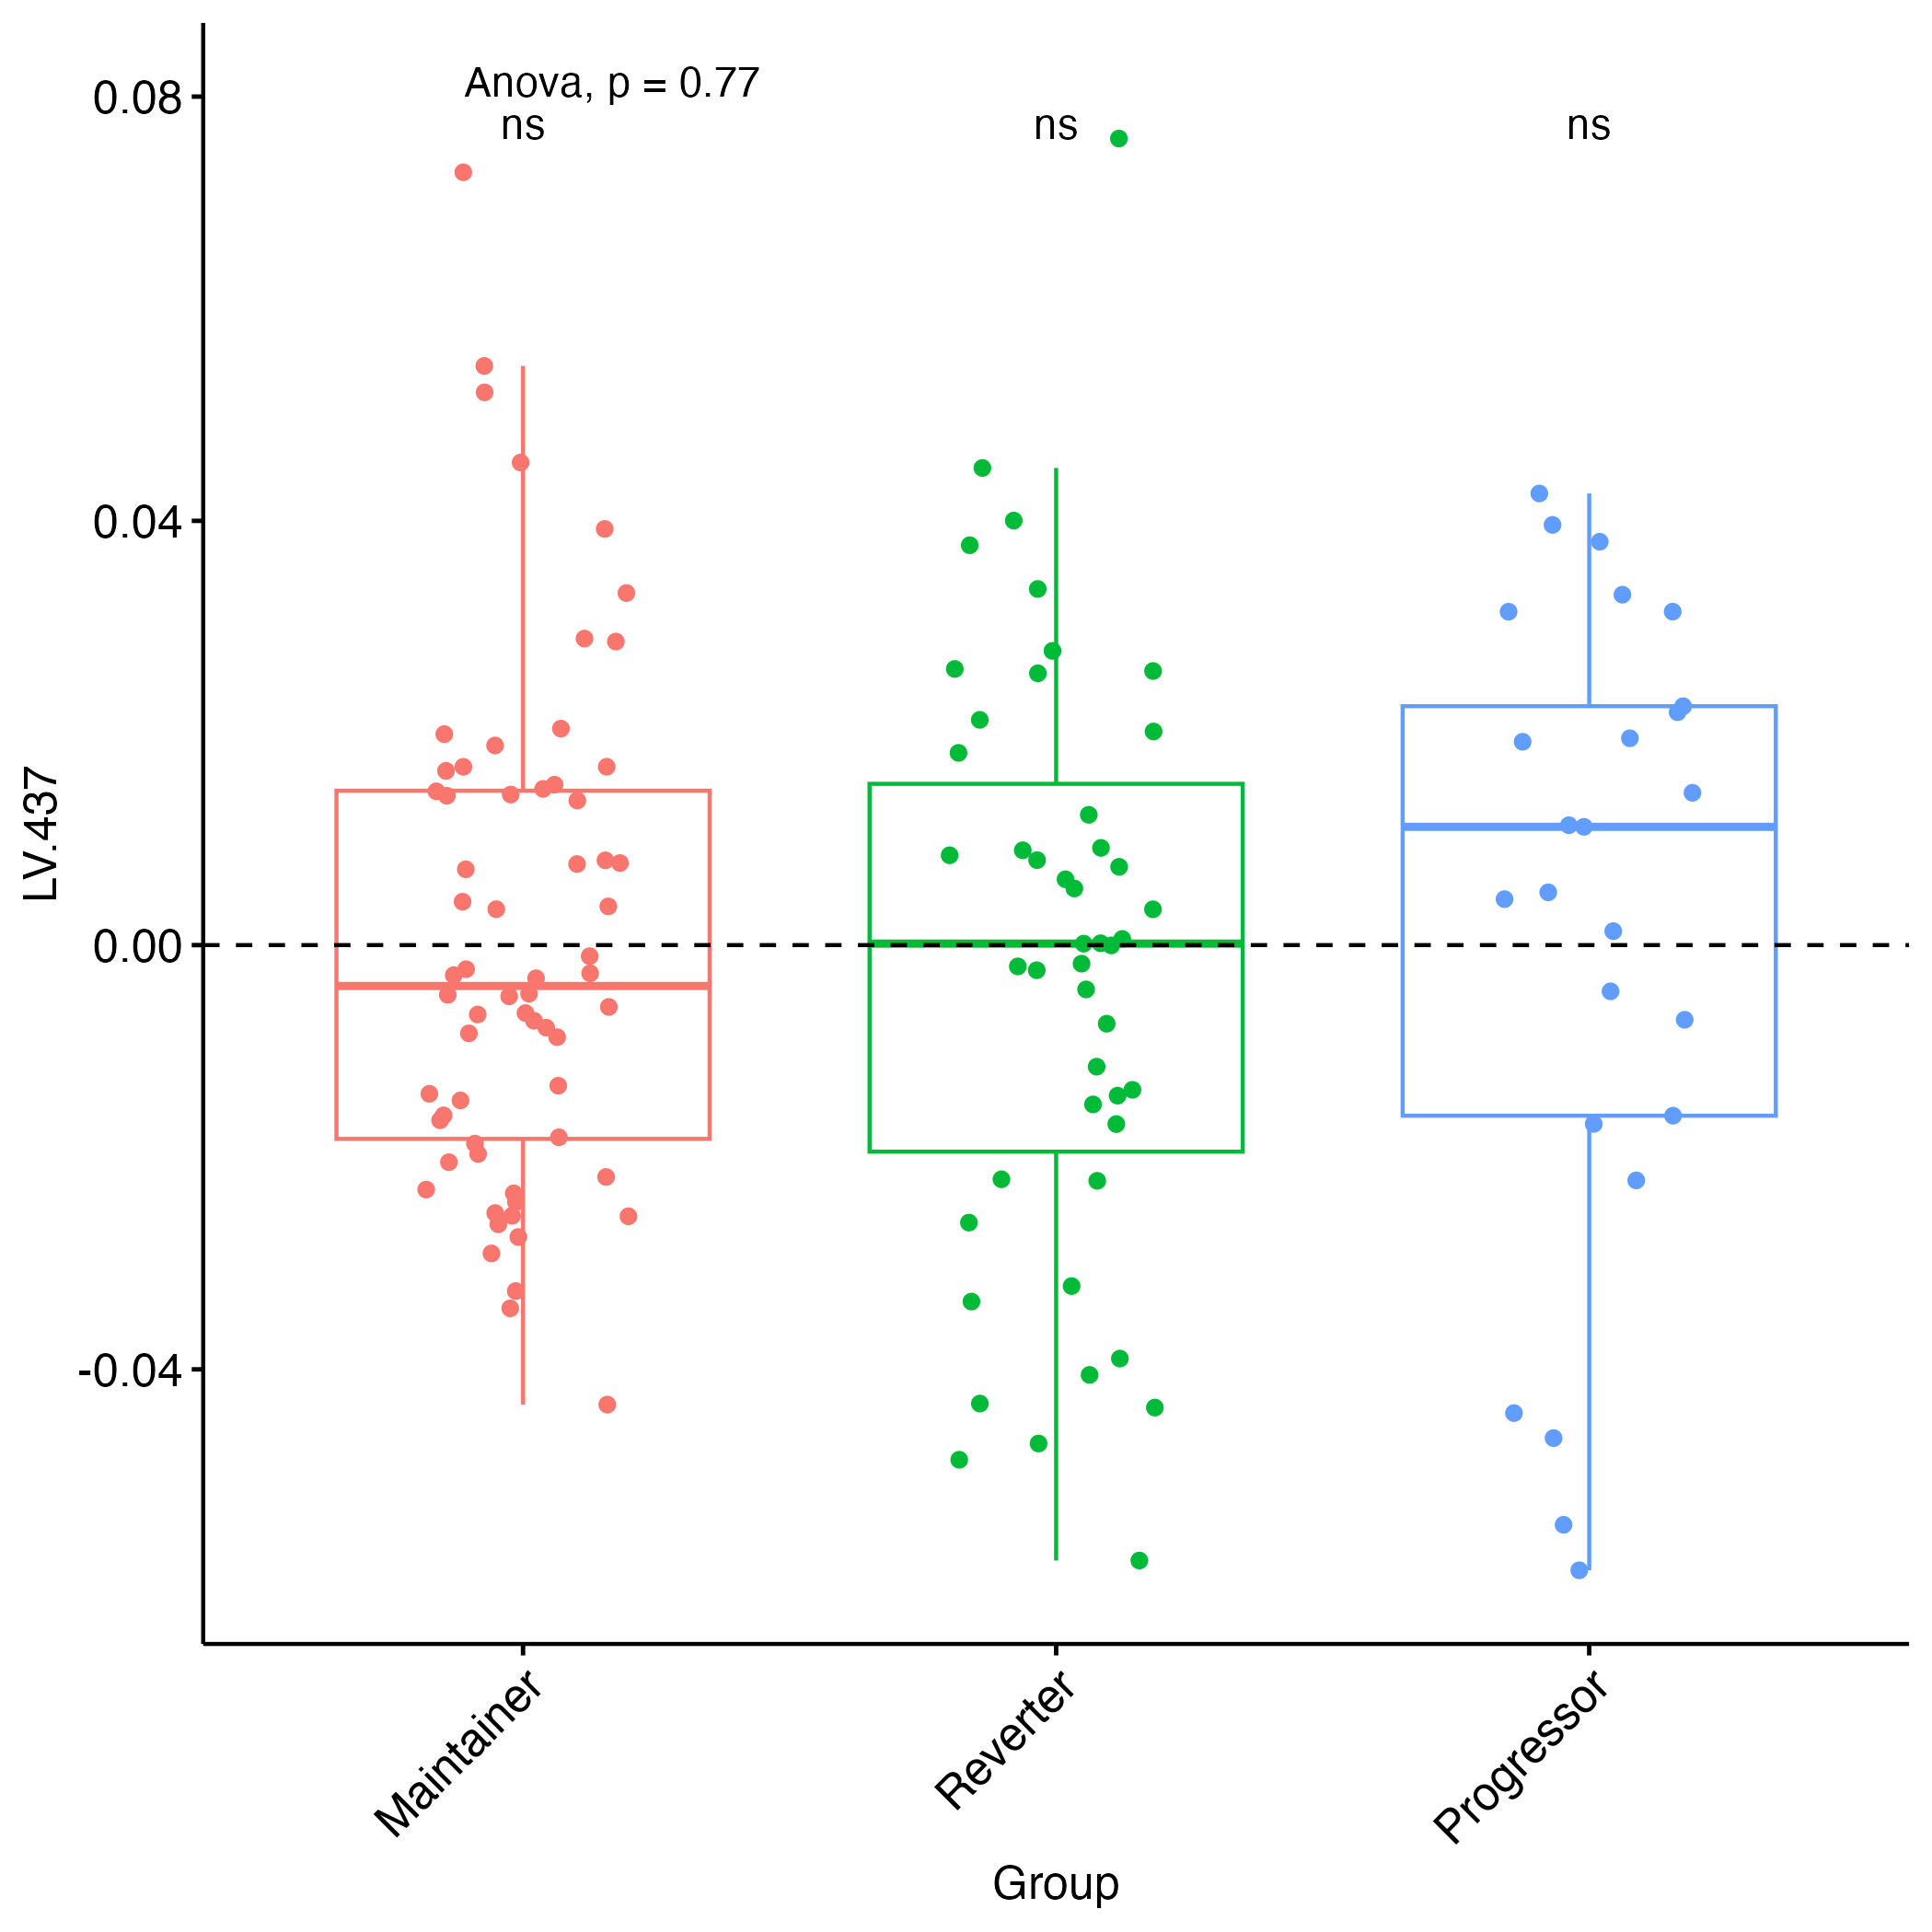 Anova, p = 0.77
ns ns ns
0.08
0.04
0.00
-0.04
LV.437
Maintainer Reverter Progressor
Group